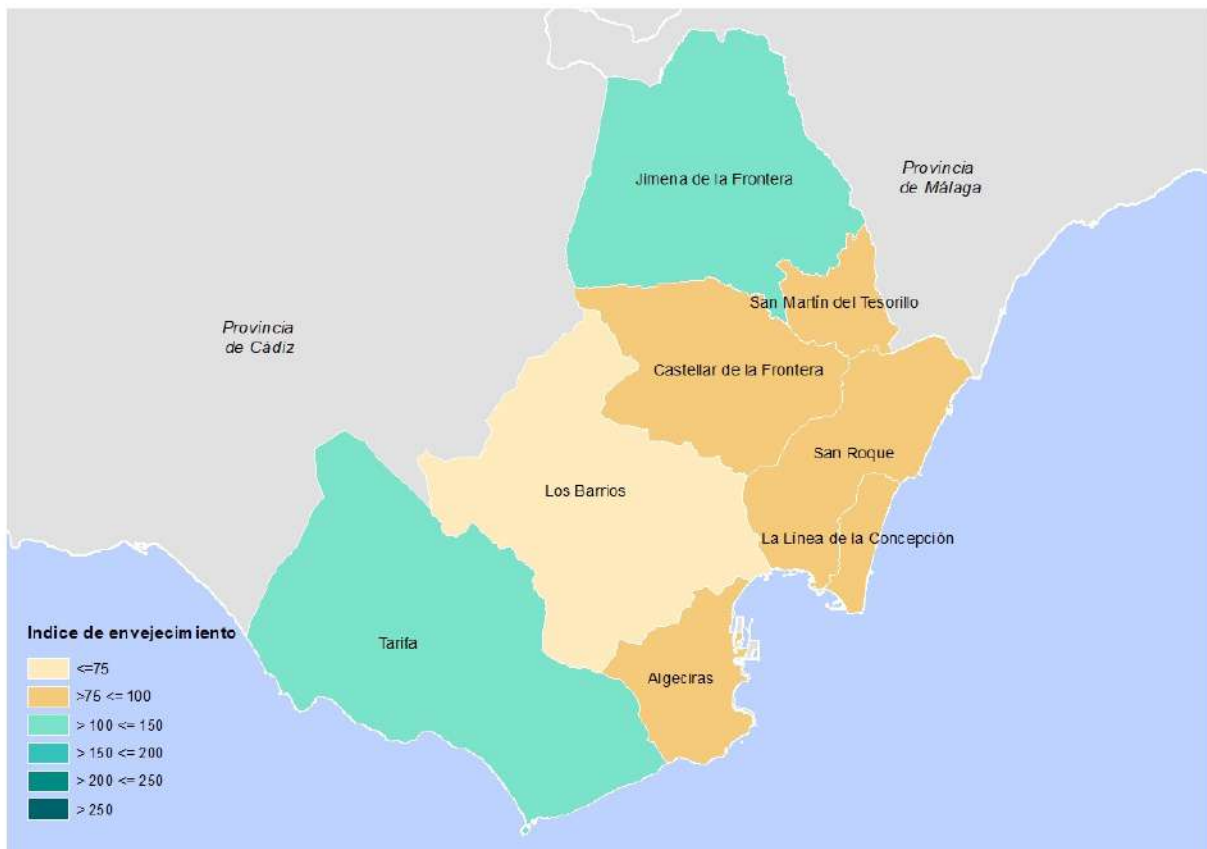 Jimena de la Frontera
Provincia
de Málaga
San Martín del Tesorillo
Provincia
de Cádiz
Castellar de la Frontera
San Roque
Los Barrios
La Línea de la Concepción
Tarifa
Algeciras
Indice de envejecimiento
<=75
>75 <= 100
> 100 <= 150
> 150 <= 200
> 200 <= 250
> 250